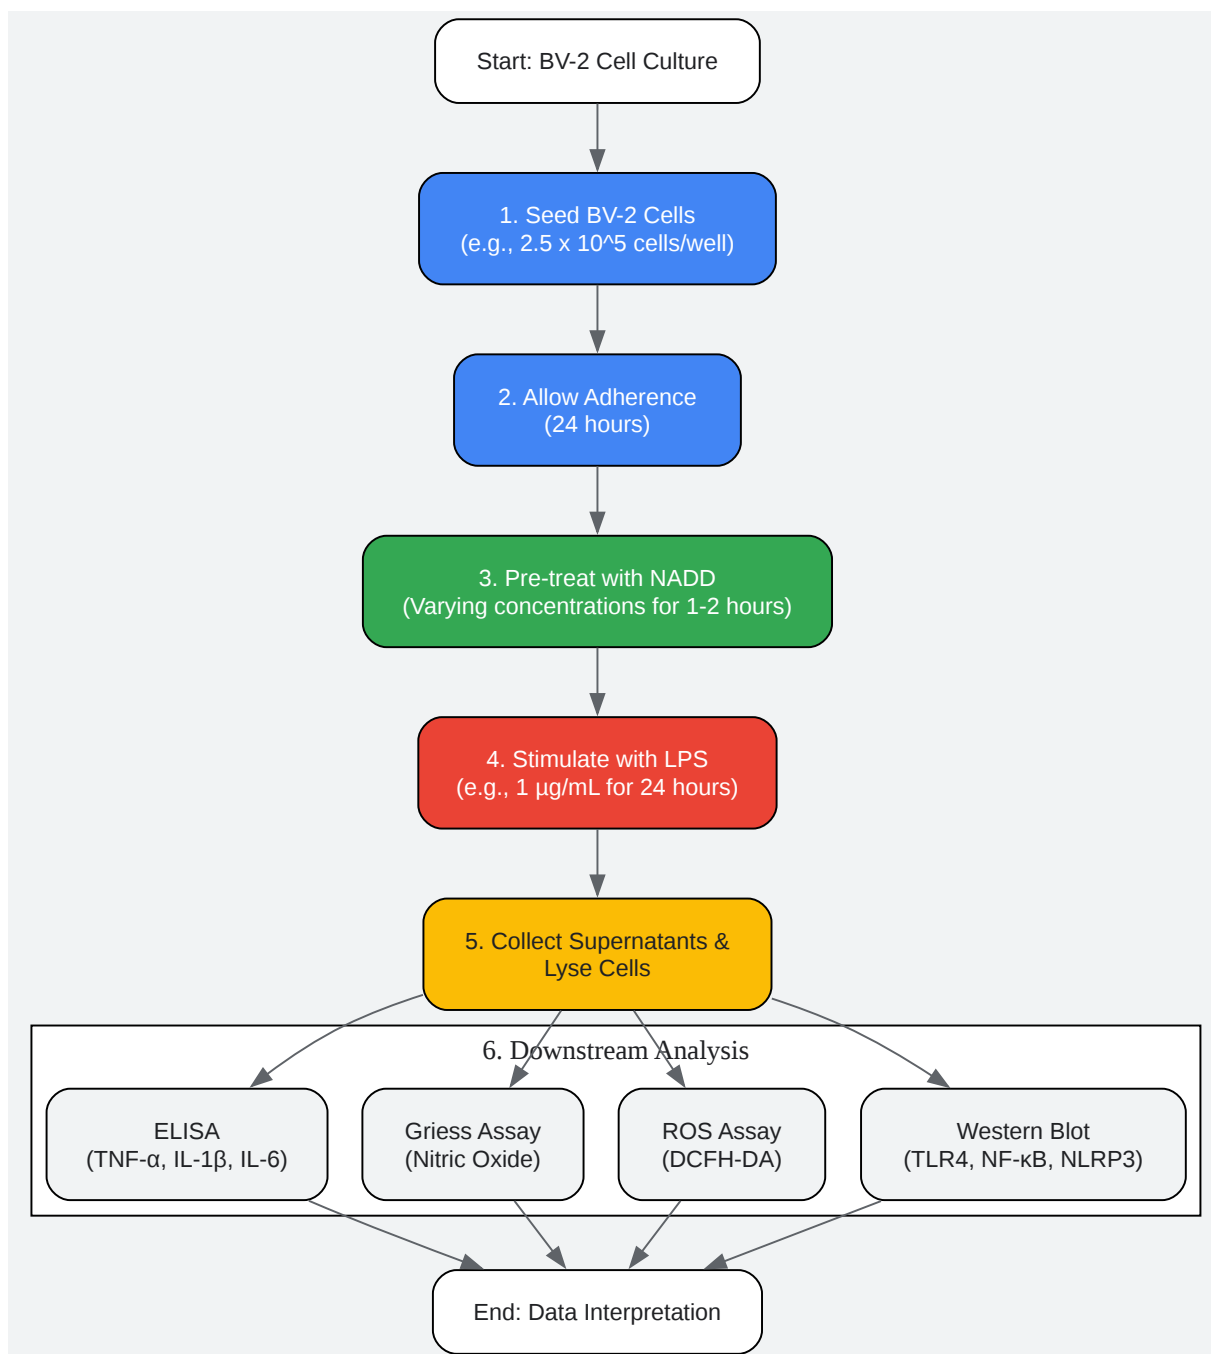 Start: BV-2 Cell Culture
1. Seed BV-2 Cells
(e.g., 2.5 x 10^5 cells/well)
2. Allow Adherence
(24 hours)
3. Pre-treat with NADD
(Varying concentrations for 1-2 hours)
4. Stimulate with LPS
(e.g., 1 µg/mL for 24 hours)
5. Collect Supernatants &
Lyse Cells
6. Downstream Analysis
ELISA
(TNF-α, IL-1β, IL-6)
Griess Assay
(Nitric Oxide)
ROS Assay
(DCFH-DA)
Western Blot
(TLR4, NF-κB, NLRP3)
End: Data Interpretation